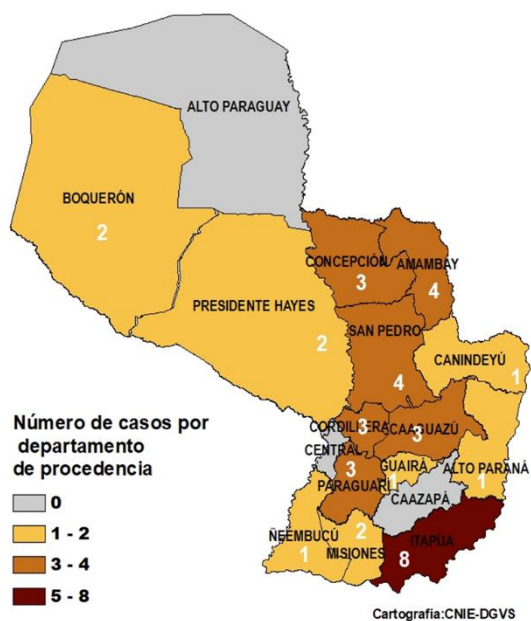 ALTO PARAGUAY
BOQUERÓN
2
CONCEPCIÓN
3
AMAMBAY
4
PRESIDENTE HAYES
2
SAN PEDRO
4
CANINDEYÚ
1
CORDILLERA
3
CAAGUAZÚ
3
CENTRAL
GUAIRÁ
1
ALTO PARANÁ
1
3
PARAGUARÍ
CAAZAPÁ
ÑEEMBUCÚ
1
2
MISIONES
ITAPÚA
8
Número de casos por
departamento
de procedencia
0
1 - 2
3 - 4
5 - 8
Cartografía:CNIE-DGVS